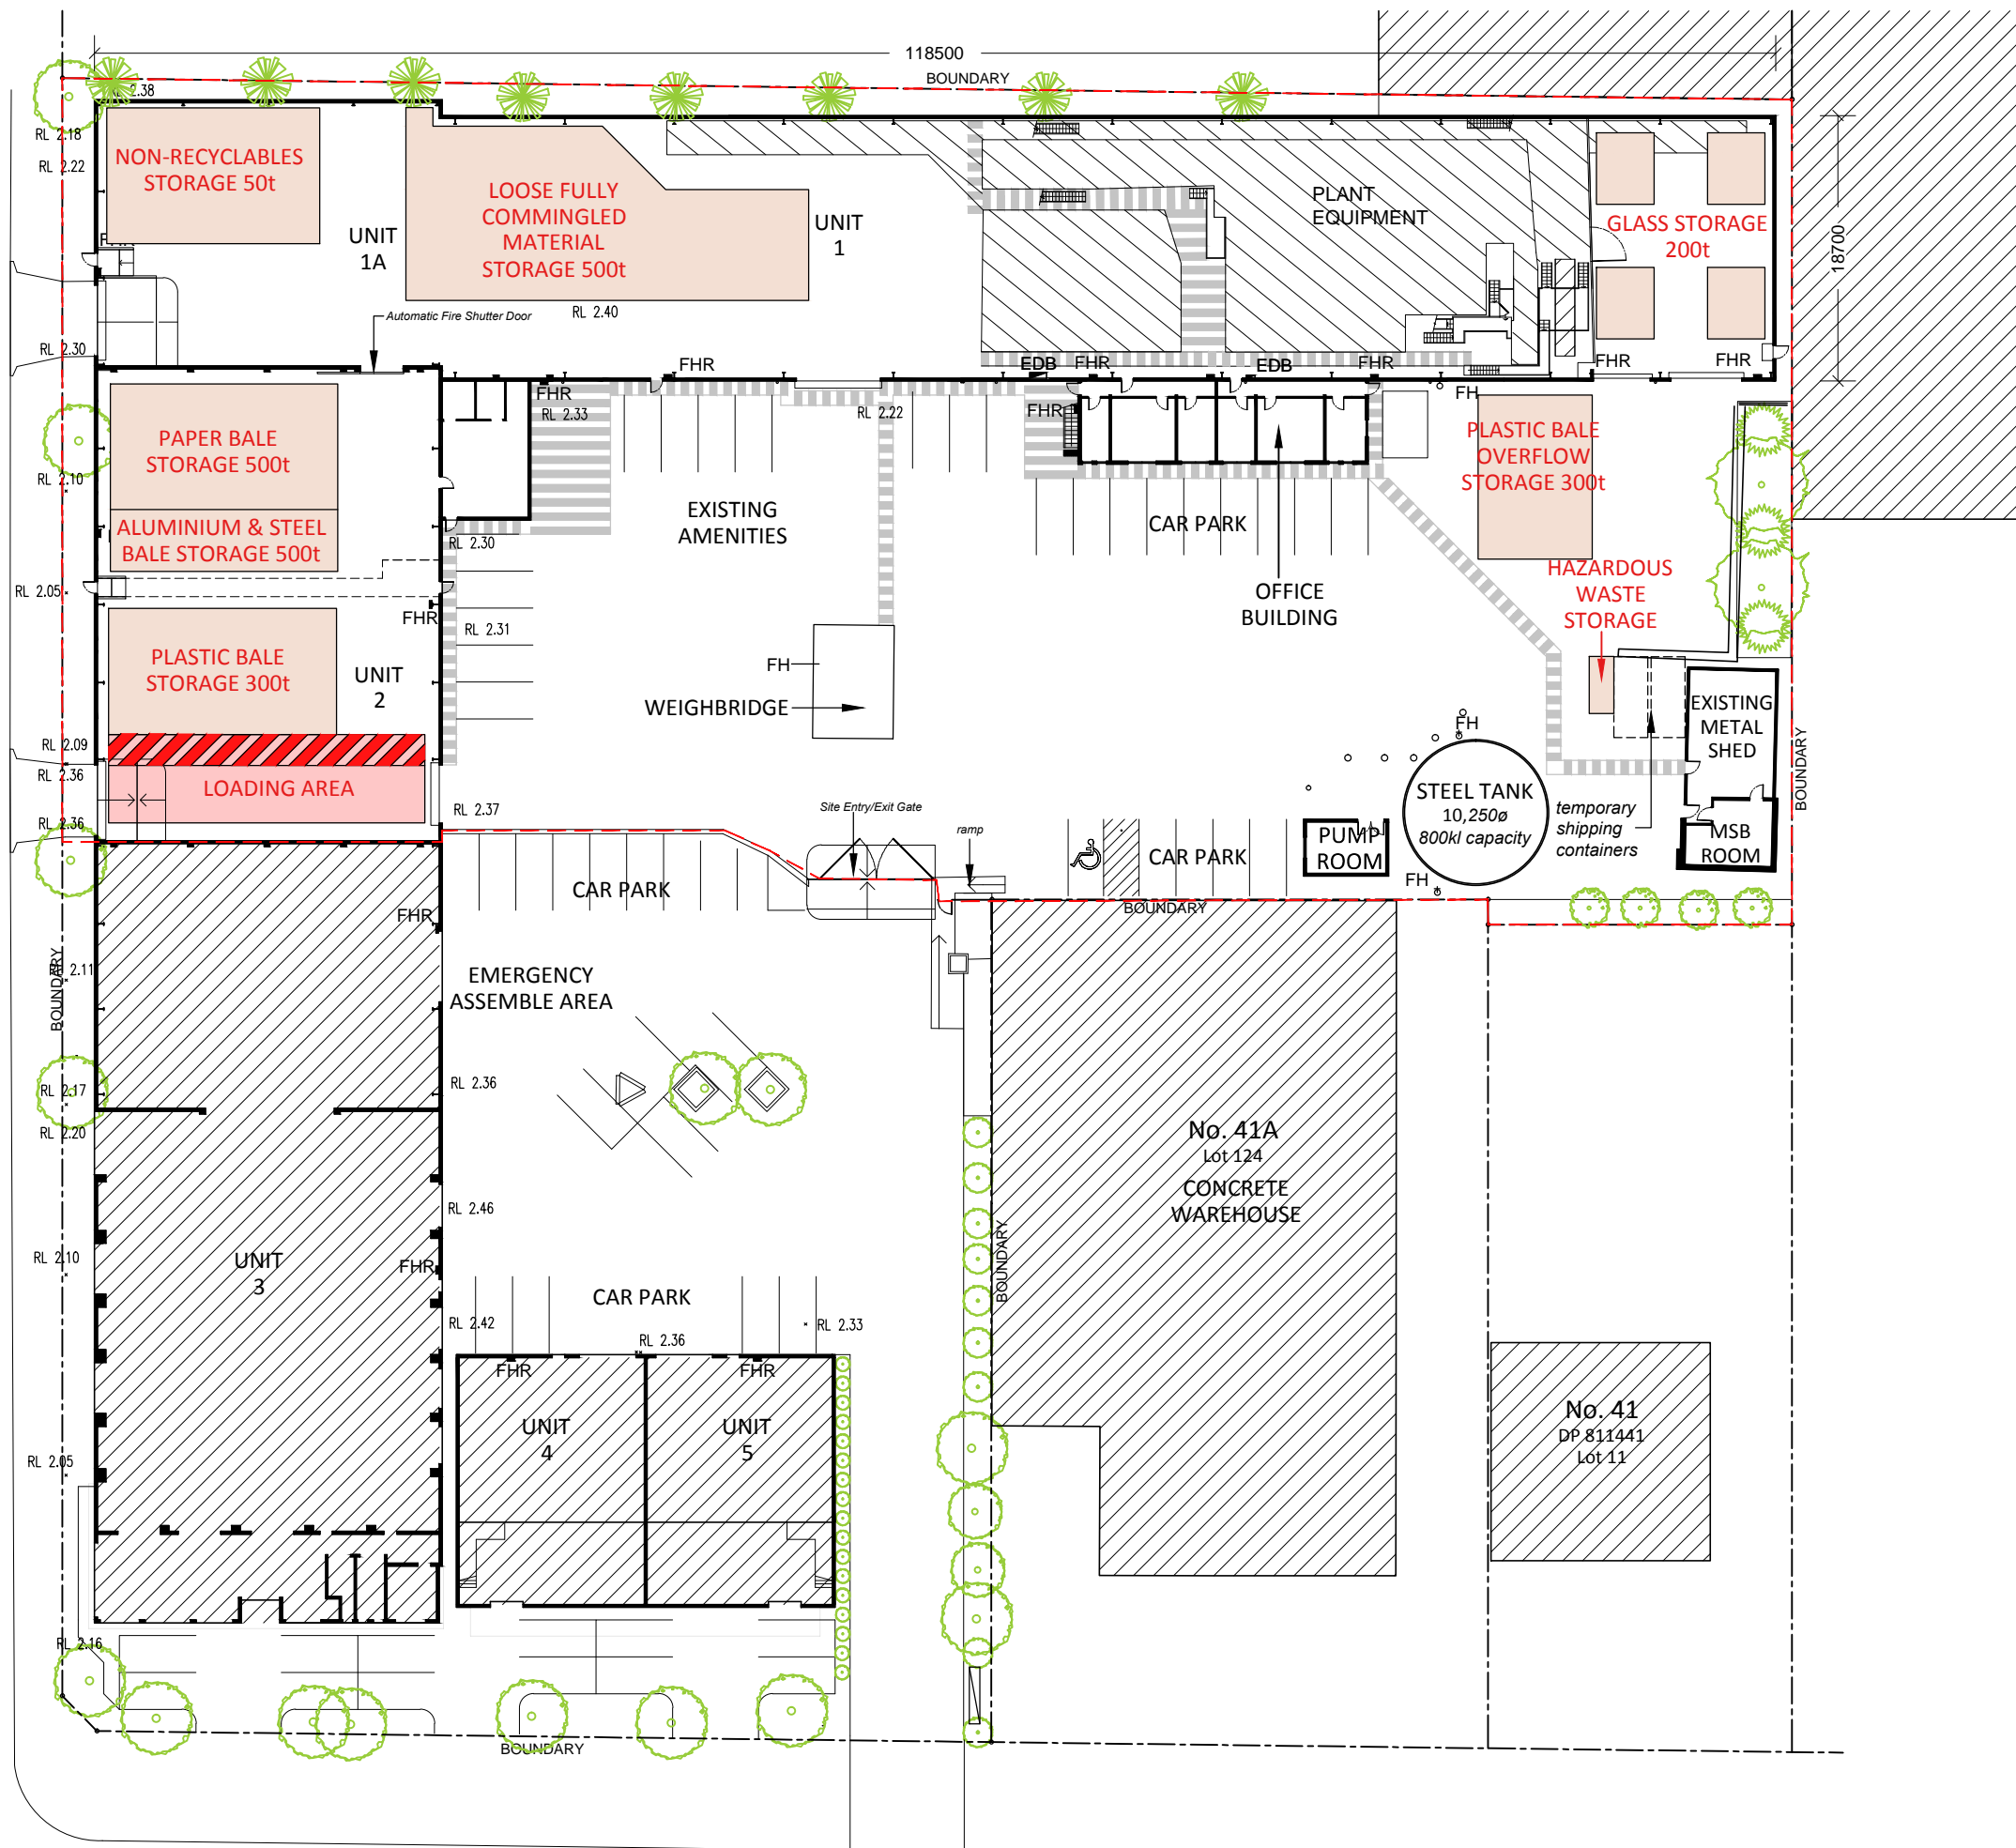 118500
BOUNDARY
RL 2.38
RL 2.18
RL 2.22
NON-RECYCLABLES
STORAGE 50t
LOOSE FULLY
COMMINGLED
MATERIAL
STORAGE 500t
UNIT
1A
UNIT
1
PLANT
EQUIPMENT
GLASS STORAGE
200t
18700
FHR
RL 2.40
Automatic Fire Shutter Door
RL 2.30
FHR
EDB
FHR
EDB
FHR
FHR
FHR
FHR
RL 2.33
RL 2.22
FHR
FH
PAPER BALE
STORAGE 500t
RL 2.10
PLASTIC BALE
OVERFLOW
STORAGE 300t
ALUMINIUM & STEEL
BALE STORAGE 500t
EXISTING
AMENITIES
CAR PARK
RL 2.30
RL 2.05
HAZARDOUS
WASTE
STORAGE
OFFICE
BUILDING
FHR
RL 2.31
PLASTIC BALE
STORAGE 300t
UNIT
2
FH
WEIGHBRIDGE
EXISTING
METAL
SHED
RL 2.09
RL 2.36
LOADING AREA
RL 2.36
RL 2.37
FH
STEEL TANK
10,250ø
800kl capacity
temporary
shipping
containers
BOUNDARY
Site Entry/Exit Gate
ramp
PUMP
ROOM
MSB
ROOM
CAR PARK
CAR PARK
FH
BOUNDARY
FHR
RL 2.11
BOUNDARY
EMERGENCY
ASSEMBLE AREA
RL 2.36
RL 2.17
RL 2.20
No. 41A
Lot 124
CONCRETE
WAREHOUSE
RL 2.46
RL 2.10
UNIT
3
FHR
BOUNDARY
CAR PARK
RL 2.42
RL 2.36
RL 2.33
FHR
FHR
UNIT
4
UNIT
5
No. 41
DP 811441
Lot 11
RL 2.05
RL 2.16
BOUNDARY